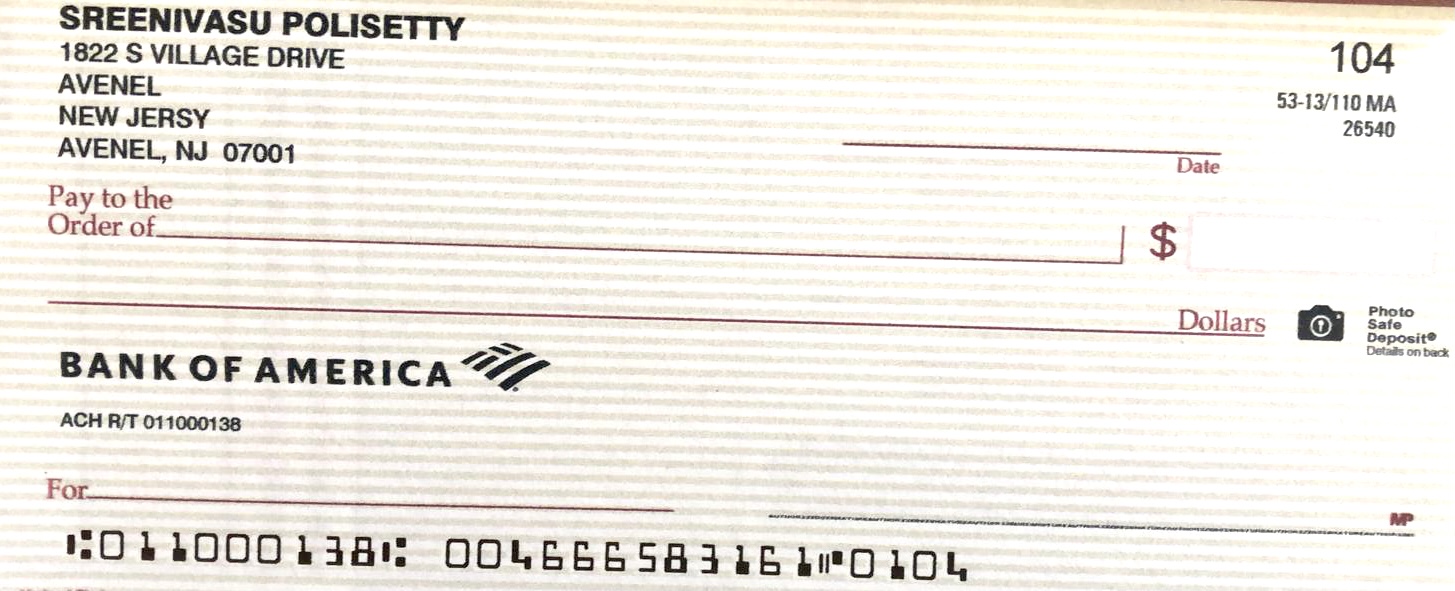 SREENIVASU POLISETTY
1822 S VILLAGE DRIVE
AVENEL
NEW JERSY
AVENEL, NJ 07001
104
53-13/110 MA
26540
Date
Pay to the
Order of
$
Dollars
Photo
Safe
Deposit®
Details on back
BANK OF AMERICA
ACH R/T 011000138
For
MP
⑆011000138⑆ 004666583161⑈0104